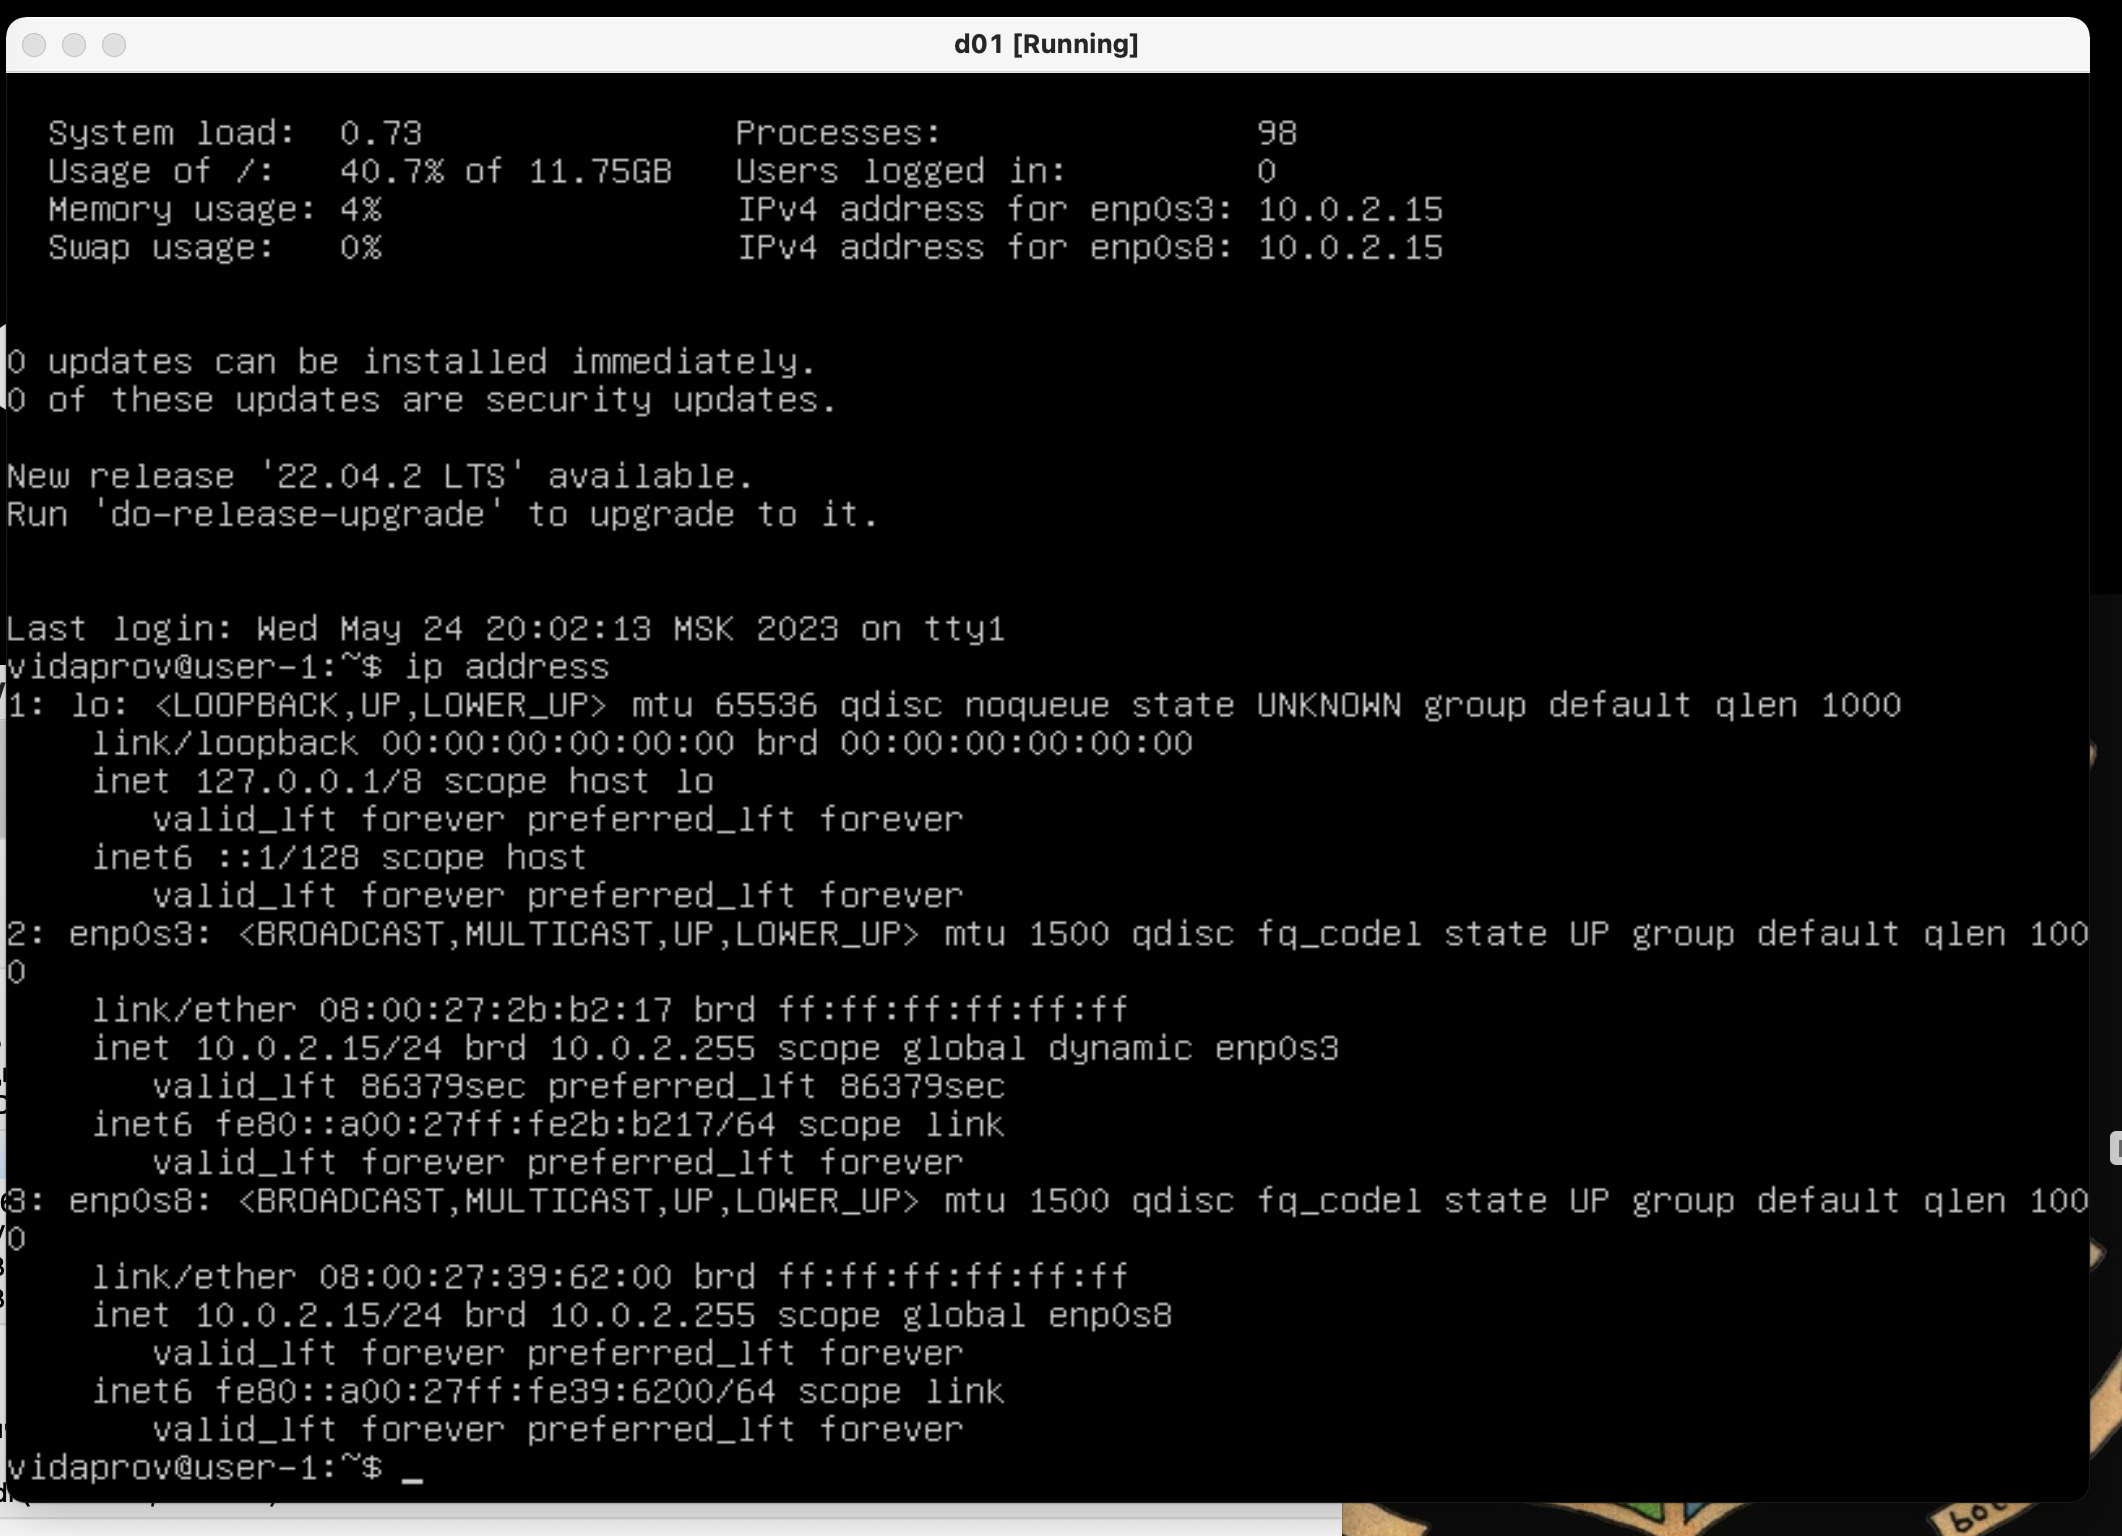 d01 [Running]
System load: 0.73 Processes: 98
Usage of /: 40.7% of 11.75GB Users logged in: 0
Memory usage: 4% IPv4 address for enp0s3: 10.0.2.15
Swap usage: 0% IPv4 address for enp0s8: 10.0.2.15
0 updates can be installed immediately.
0 of these updates are security updates.
New release '22.04.2 LTS' available.
Run 'do-release-upgrade' to upgrade to it.
Last login: Wed May 24 20:02:13 MSK 2023 on tty1
vidaprov@user-1:~$ ip address
1: lo: <LOOPBACK,UP,LOWER_UP> mtu 65536 qdisc noqueue state UNKNOWN group default qlen 1000
link/loopback 00:00:00:00:00:00 brd 00:00:00:00:00:00
inet 127.0.0.1/8 scope host lo
valid_lft forever preferred_lft forever
inet6 ::1/128 scope host
valid_lft forever preferred_lft forever
2: enp0s3: <BROADCAST,MULTICAST,UP,LOWER_UP> mtu 1500 qdisc fq_codel state UP group default qlen 100
0
link/ether 08:00:27:2b:b2:17 brd ff:ff:ff:ff:ff:ff
inet 10.0.2.15/24 brd 10.0.2.255 scope global dynamic enp0s3
valid_lft 86379sec preferred_lft 86379sec
inet6 fe80::a00:27ff:fe2b:b217/64 scope link
valid_lft forever preferred_lft forever
3: enp0s8: <BROADCAST,MULTICAST,UP,LOWER_UP> mtu 1500 qdisc fq_codel state UP group default qlen 100
0
link/ether 08:00:27:39:62:00 brd ff:ff:ff:ff:ff:ff
inet 10.0.2.15/24 brd 10.0.2.255 scope global enp0s8
valid_lft forever preferred_lft forever
inet6 fe80::a00:27ff:fe39:6200/64 scope link
valid_lft forever preferred_lft forever
vidaprov@user-1:~$ _